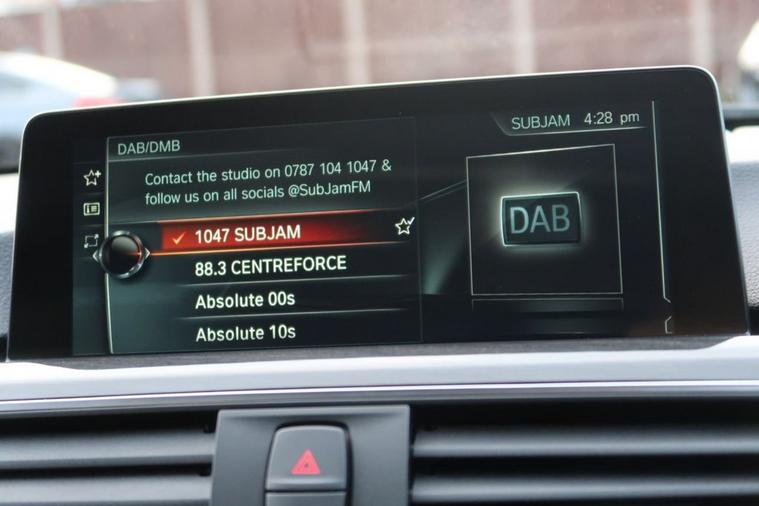 SUBJAM 4:28 pm
DAB/DMB
Contact the studio on 0787 104 1047 &
follow us on all socials @SubJamFM
1047 SUBJAM
88.3 CENTREFORCE
Absolute 00s
Absolute 10s
DAB